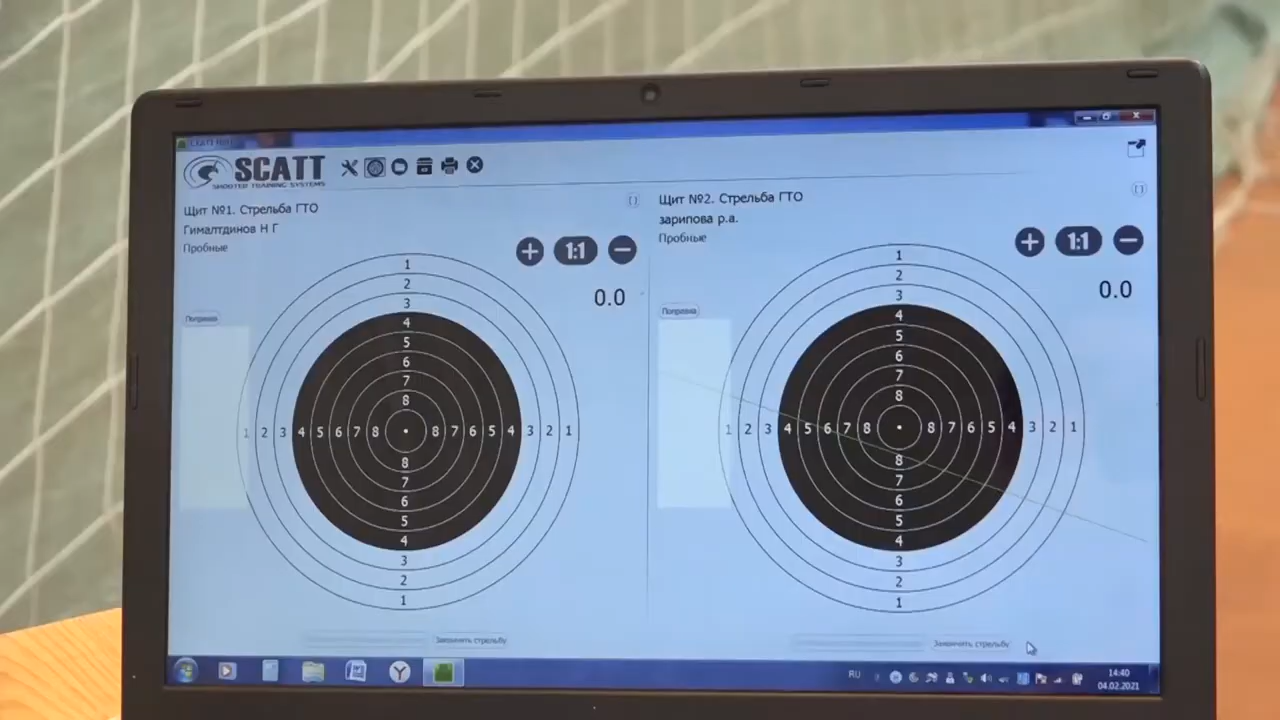 SCATT
SHOOTER TRAINING SYSTEMS
Щит №1. Стрельба ГТО
Гималтдинов Н Г
Пробные
1:1
0.0
Поправка
1
2
3
4
5
6
7
8
1 2 3 4 5 6 7 8 8 7 6 5 4 3 2 1
8
7
6
5
4
3
2
1
Закончить стрельбу
Щит №2. Стрельба ГТО
зарипова р.а.
Пробные
1:1
0.0
Поправка
1
2
3
4
5
6
7
8
1 2 3 4 5 6 7 8 8 7 6 5 4 3 2 1
8
7
6
5
4
3
2
1
Закончить стрельбу
RU
14:40
04.02.2021